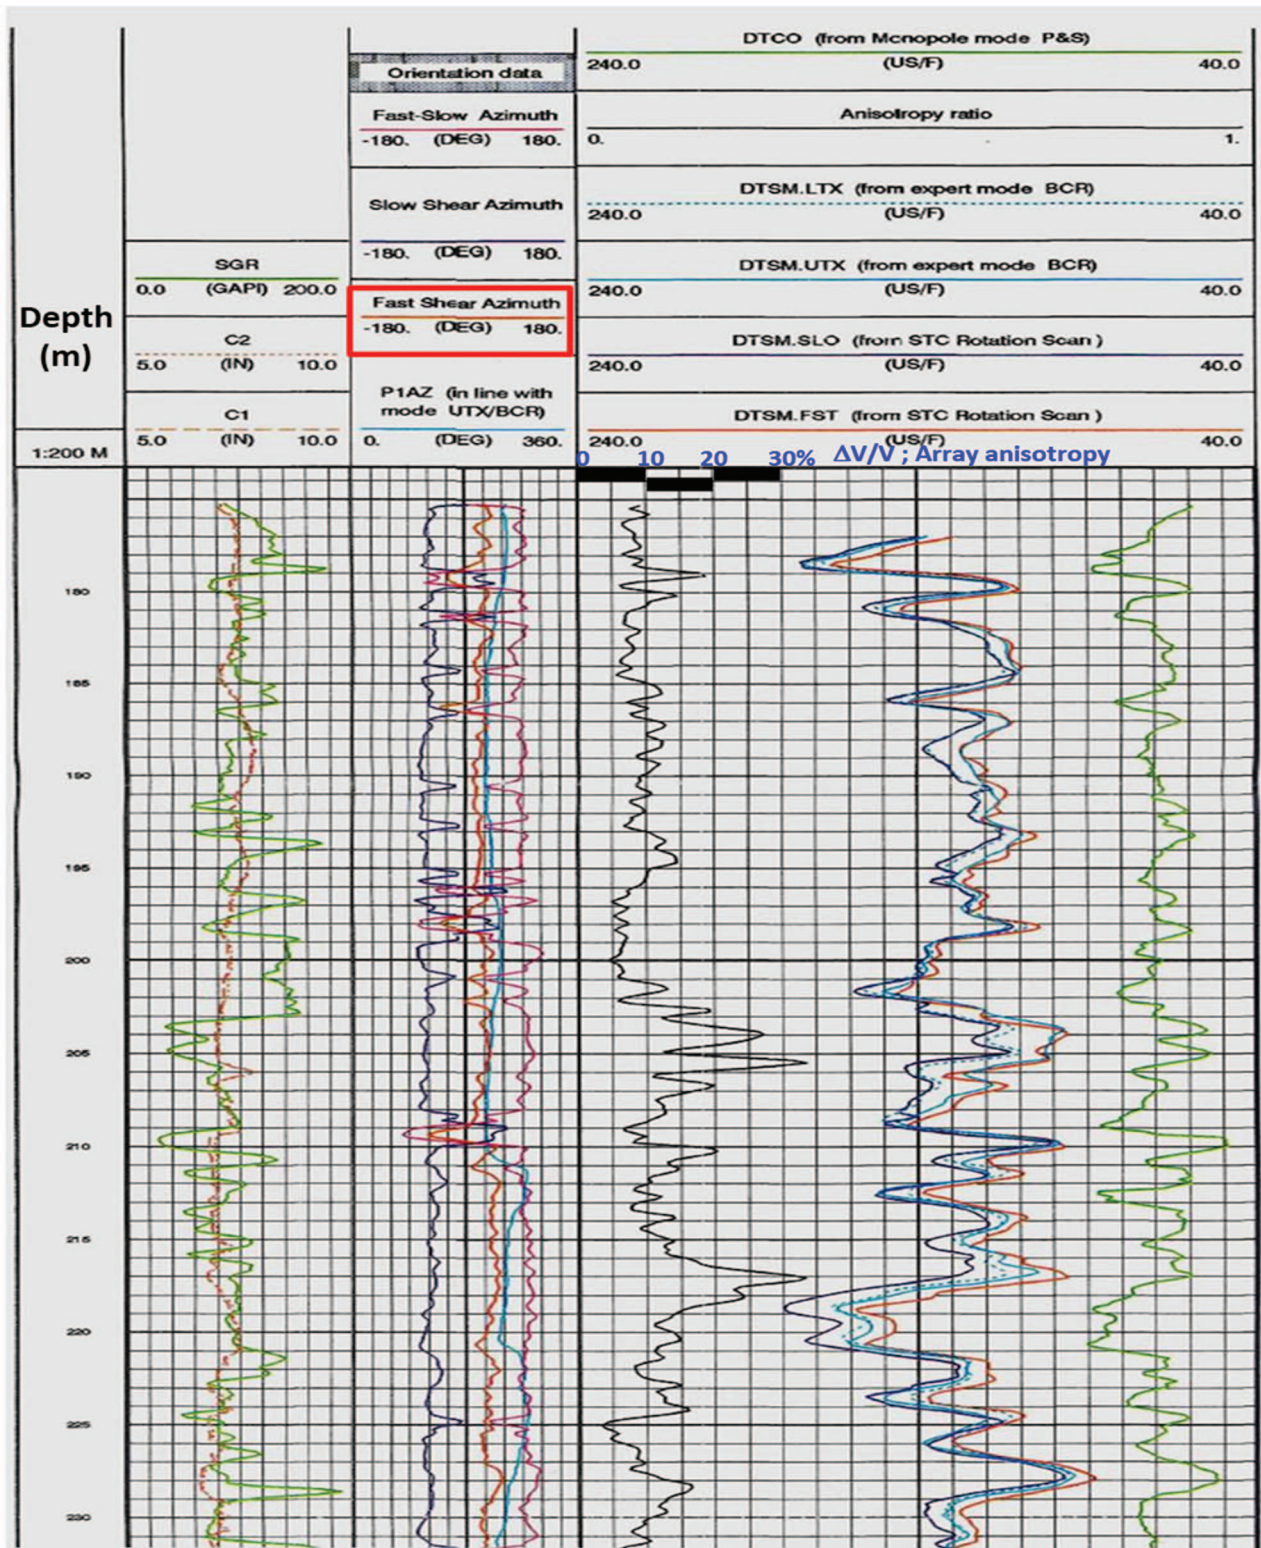 Depth
(m)
1:200 M
SGR
0.0 (GAPI) 200.0
C2
5.0 (IN) 10.0
C1
5.0 (IN) 10.0
Orientation data
Fast-Slow Azimuth
-180. (DEG) 180.
Slow Shear Azimuth
-180. (DEG) 180.
Fast Shear Azimuth
-180. (DEG) 180.
P1AZ (in line with
mode UTX/BCR)
0. (DEG) 360.
DTCO (from Monopole mode P&S)
240.0 (US/F) 40.0
Anisotropy ratio
0. 1.
DTSM.LTX (from expert mode BCR)
240.0 (US/F) 40.0
DTSM.UTX (from expert mode BCR)
240.0 (US/F) 40.0
DTSM.SLO (from STC Rotation Scan )
240.0 (US/F) 40.0
DTSM.FST (from STC Rotation Scan )
240.0 (US/F) 40.0
0 10 20 30% ΔV/V ; Array anisotropy
180
185
190
195
200
205
210
215
220
225
230